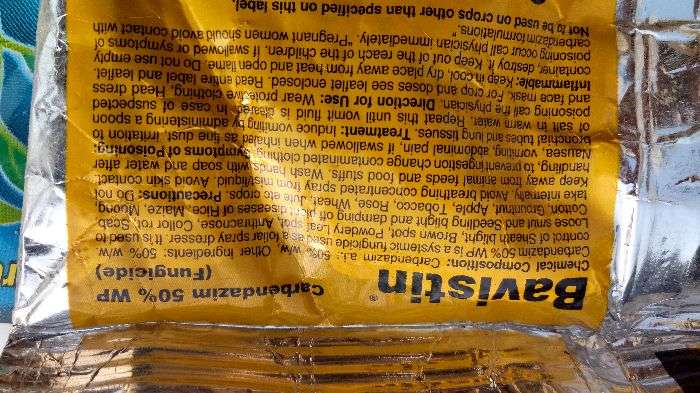 Bavistin® Carbendazim 50% WP
(Fungicide)
Chemical Composition: Carbendazim a.i. 50% w/w, Other ingredients: 50% w/w
Carbendazim 50% WP is a systemic fungicide used as a foliar spray dresser it is used to
control of Sheath blight, Brown spot, Powdery Leaf spot, Anthracnose, Scab,
Loose smut and Seedling blight and damping off diseases of Rice, Maize, Moong
Cotton, Groundnut, Apple, Tobacco, Rose, Wheat, Jute etc crops. Precautions: Do not
take internally, Avoid breathing concentrated spray from mist/liquid. Avoid skin contact.
Keep away from animal feeds and food stuffs. Wash hands with soap and water after
handling, to prevent ingestion change contaminated clothing. Symptoms of Poisoning:
Nausea, vomiting, abdominal pain, if swallowed when inhaled as fine dust, irritation to
bronchial tubes and lung tissues. Treatment: Induce vomiting by administering a spoon
of salt in warm water. Repeat this until vomit fluid is clear. In case of suspected
poisoning call the physician. Direction for Use: Wear protective clothing, Head dress
and face mask. For crop and doses see leaflet enclosed. Read entire label and leaflet.
Inflammable: Keep in cool, dry place away from heat and open flame. Do not use empty
container, destroy it. Keep out of the reach of the children. If swallowed or symptoms of
poisoning occur call physician immediately. "Pregnant women should avoid contact with
carbendazim formulations."
Not to be used on crops other than specified on this label.